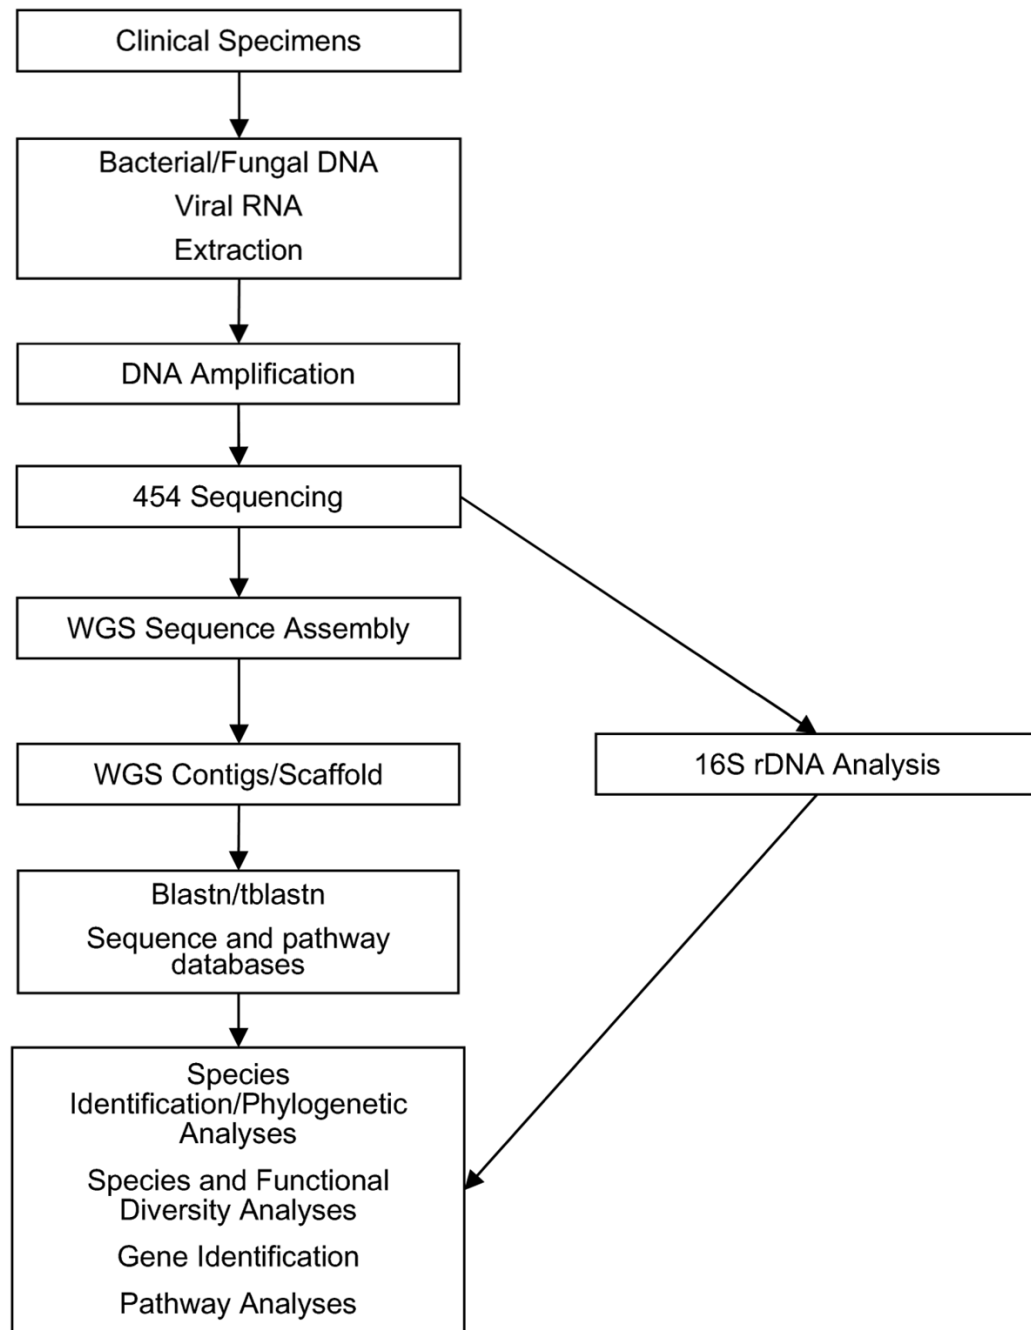 Clinical Specimens
Bacterial/Fungal DNA
Viral RNA
Extraction
DNA Amplification
454 Sequencing
WGS Sequence Assembly
WGS Contigs/Scaffold
16S rDNA Analysis
Blastn/tblastn
Sequence and pathway
databases
Species
Identification/Phylogenetic
Analyses
Species and Functional
Diversity Analyses
Gene Identification
Pathway Analyses